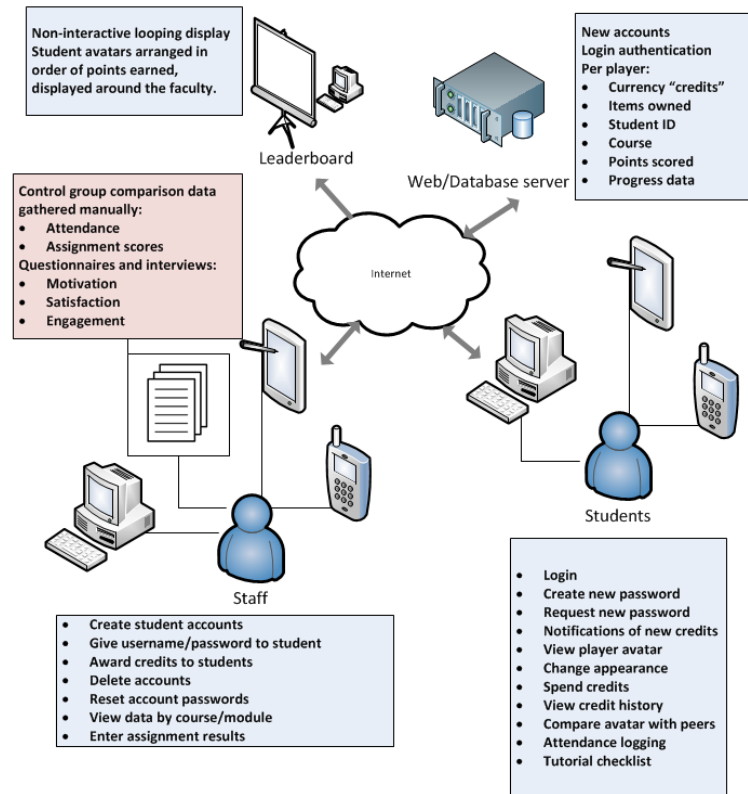 Non-interactive looping display
Student avatars arranged in
order of points earned,
displayed around the faculty.
Leaderboard
New accounts
Login authentication
Per player:
• Currency “credits”
• Items owned
• Student ID
• Course
• Points scored
• Progress data
Web/Database server
Control group comparison data
gathered manually:
• Attendance
• Assignment scores
Questionnaires and interviews:
• Motivation
• Satisfaction
• Engagement
Internet
Staff
• Create student accounts
• Give username/password to student
• Award credits to students
• Delete accounts
• Reset account passwords
• View data by course/module
• Enter assignment results
Students
• Login
• Create new password
• Request new password
• Notifications of new credits
• View player avatar
• Change appearance
• Spend credits
• View credit history
• Compare avatar with peers
• Attendance logging
• Tutorial checklist